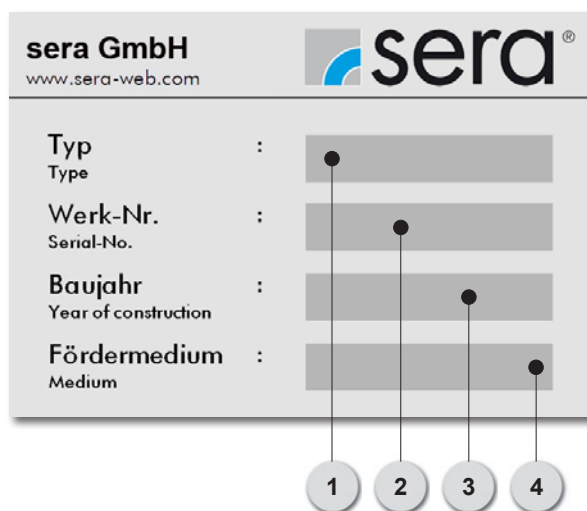 sera GmbH
www.sera-web.com
sera®
Typ :
Type
Werk-Nr. :
Serial-No.
Baujahr :
Year of construction
Fördermedium :
Medium
1 2 3 4